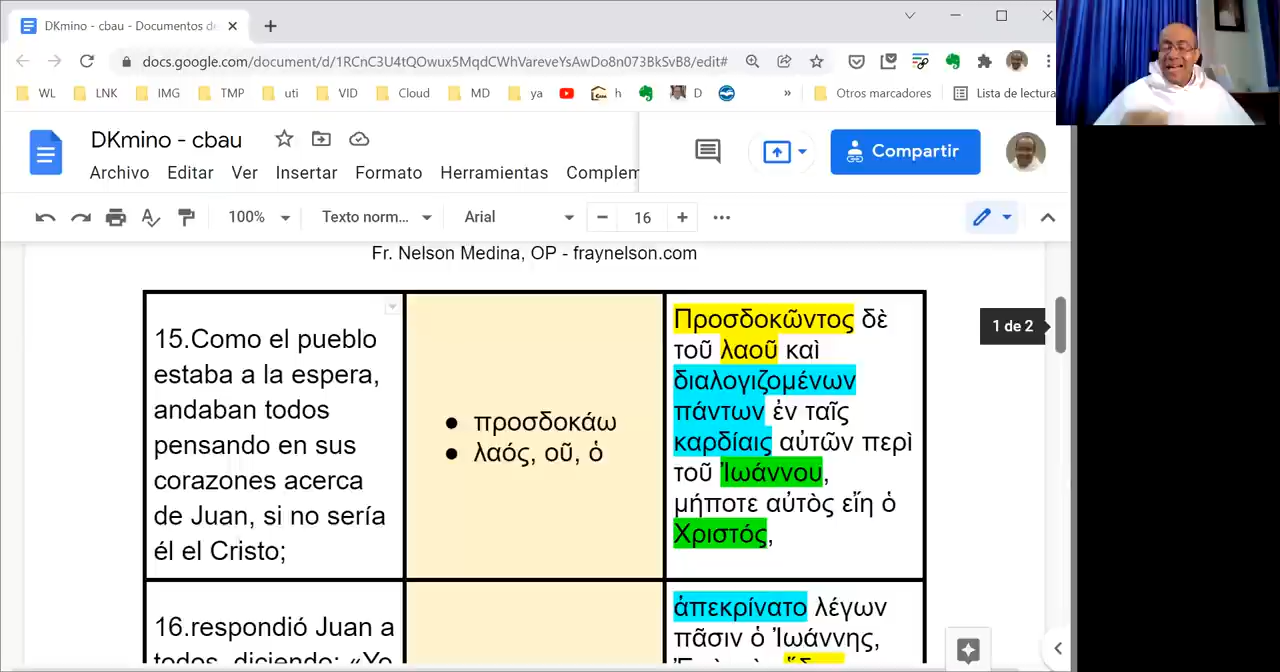 DKmino - cbau - Documentos de
docs.google.com/document/d/1RCnC3U4tQOwux5MqdCWhVareveYsAwDo8n073BkSvB8/edit#
WL LNK IMG TMP uti VID Cloud MD ya h D » Otros marcadores Lista de lectura
DKmino - cbau
Archivo Editar Ver Insertar Formato Herramientas Complem
Compartir
100% Texto norm... Arial 16
Fr. Nelson Medina, OP - fraynelson.com
1 de 2
15.Como el pueblo
estaba a la espera,
andaban todos
pensando en sus
corazones acerca
de Juan, si no sería
él el Cristo;
● προσδοκάω
● λαός, οῦ, ὁ
Προσδοκῶντος δὲ
τοῦ λαοῦ καὶ
διαλογιζομένων
πάντων ἐν ταῖς
καρδίαις αὐτῶν περὶ
τοῦ Ἰωάννου,
μήποτε αὐτὸς εἴη ὁ
Χριστός,
16.respondió Juan a
todos, diciendo: «Yo
ἀπεκρίνατο λέγων
πᾶσιν ὁ Ἰωάννης,